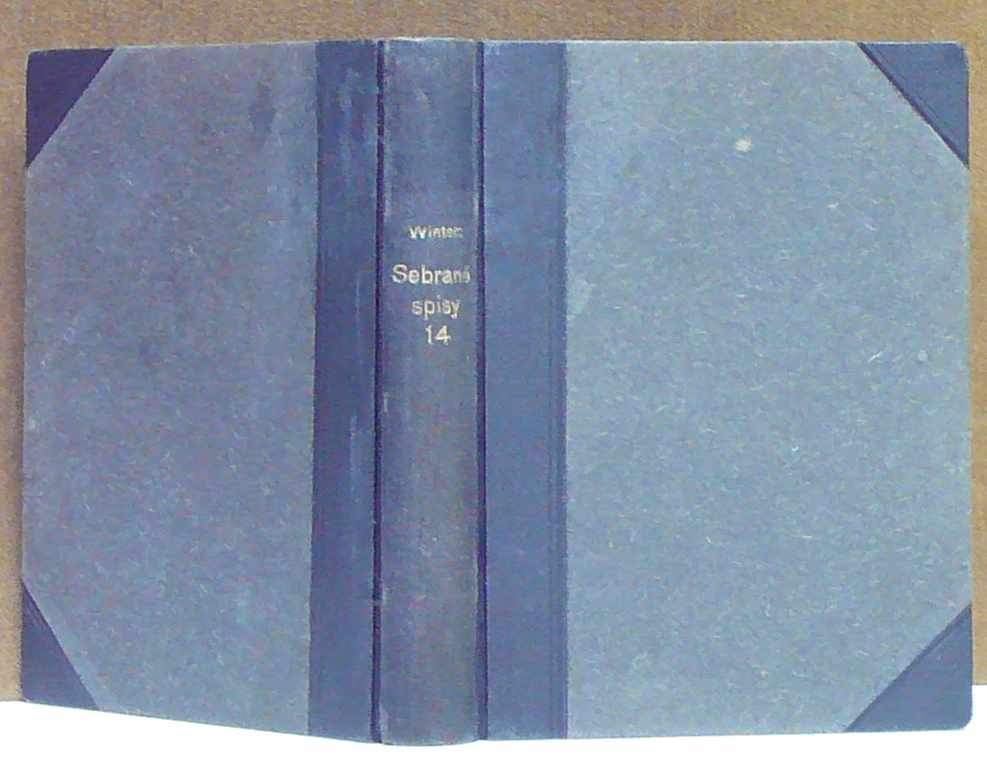 Winter:
Sebrané
spisy
14